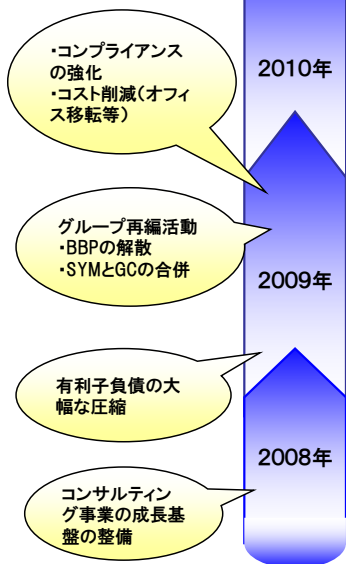 ・コンプライアンス
の強化
・コスト削減(オフィ
ス移転等)
2010年
グループ再編活動
・BBPの解散
・SYMとGCの合併
2009年
有利子負債の大
幅な圧縮
2008年
コンサルティン
グ事業の成長基
盤の整備